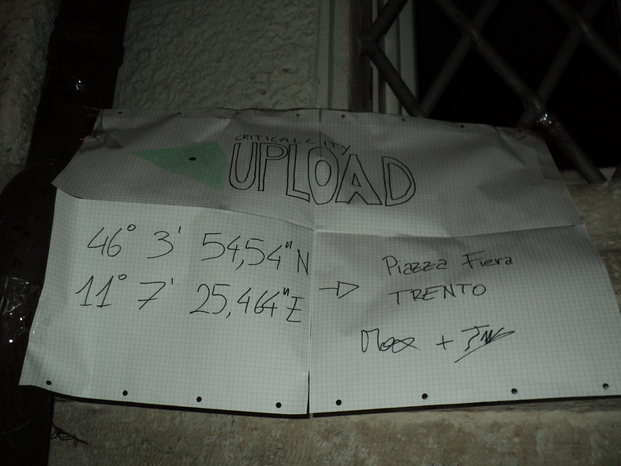 CRITICAL CITY
UPLOAD
46° 3' 54,54" N
11° 7' 25,464" E
→ Piazza Fiera
TRENTO